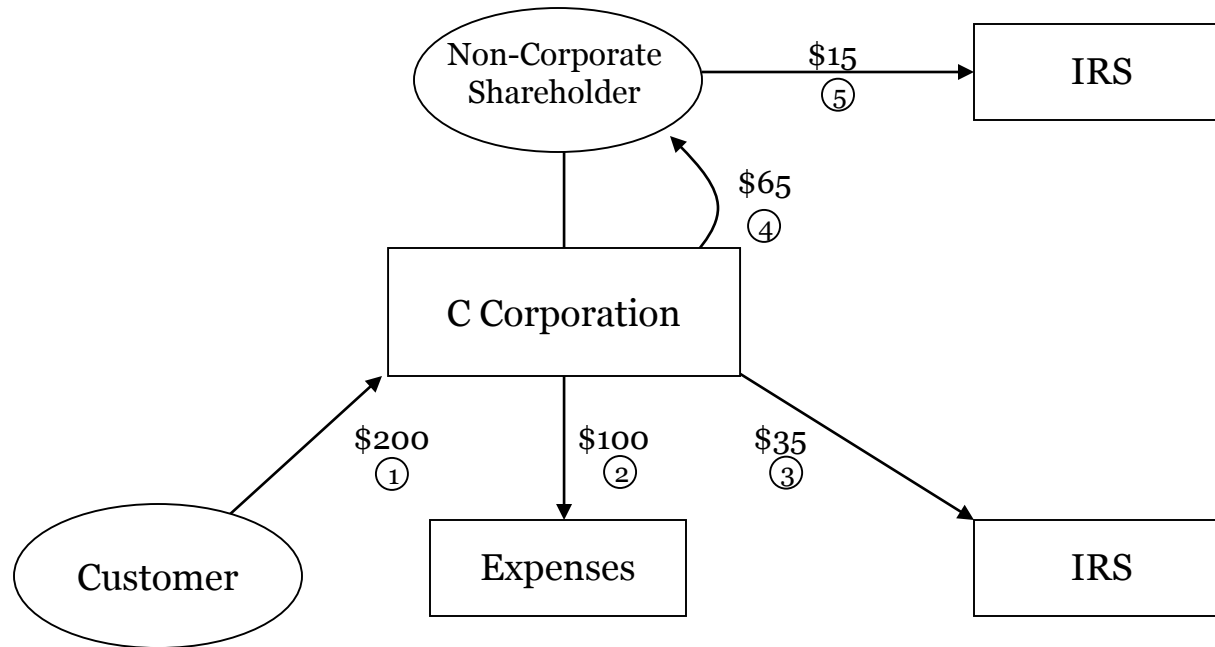 Non-Corporate
Shareholder
$15
5
IRS
$65
4
C Corporation
$200
1
$100
2
$35
3
Customer
Expenses
IRS